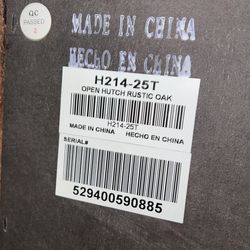 QC
PASSED
2
MADE IN CHINA
HECHO EN CHINA
H214-25T
OPEN HUTCH RUSTIC OAK
H214-25T
MADE IN CHINA HECHO EN CHINA
SERIAL#
529400590885